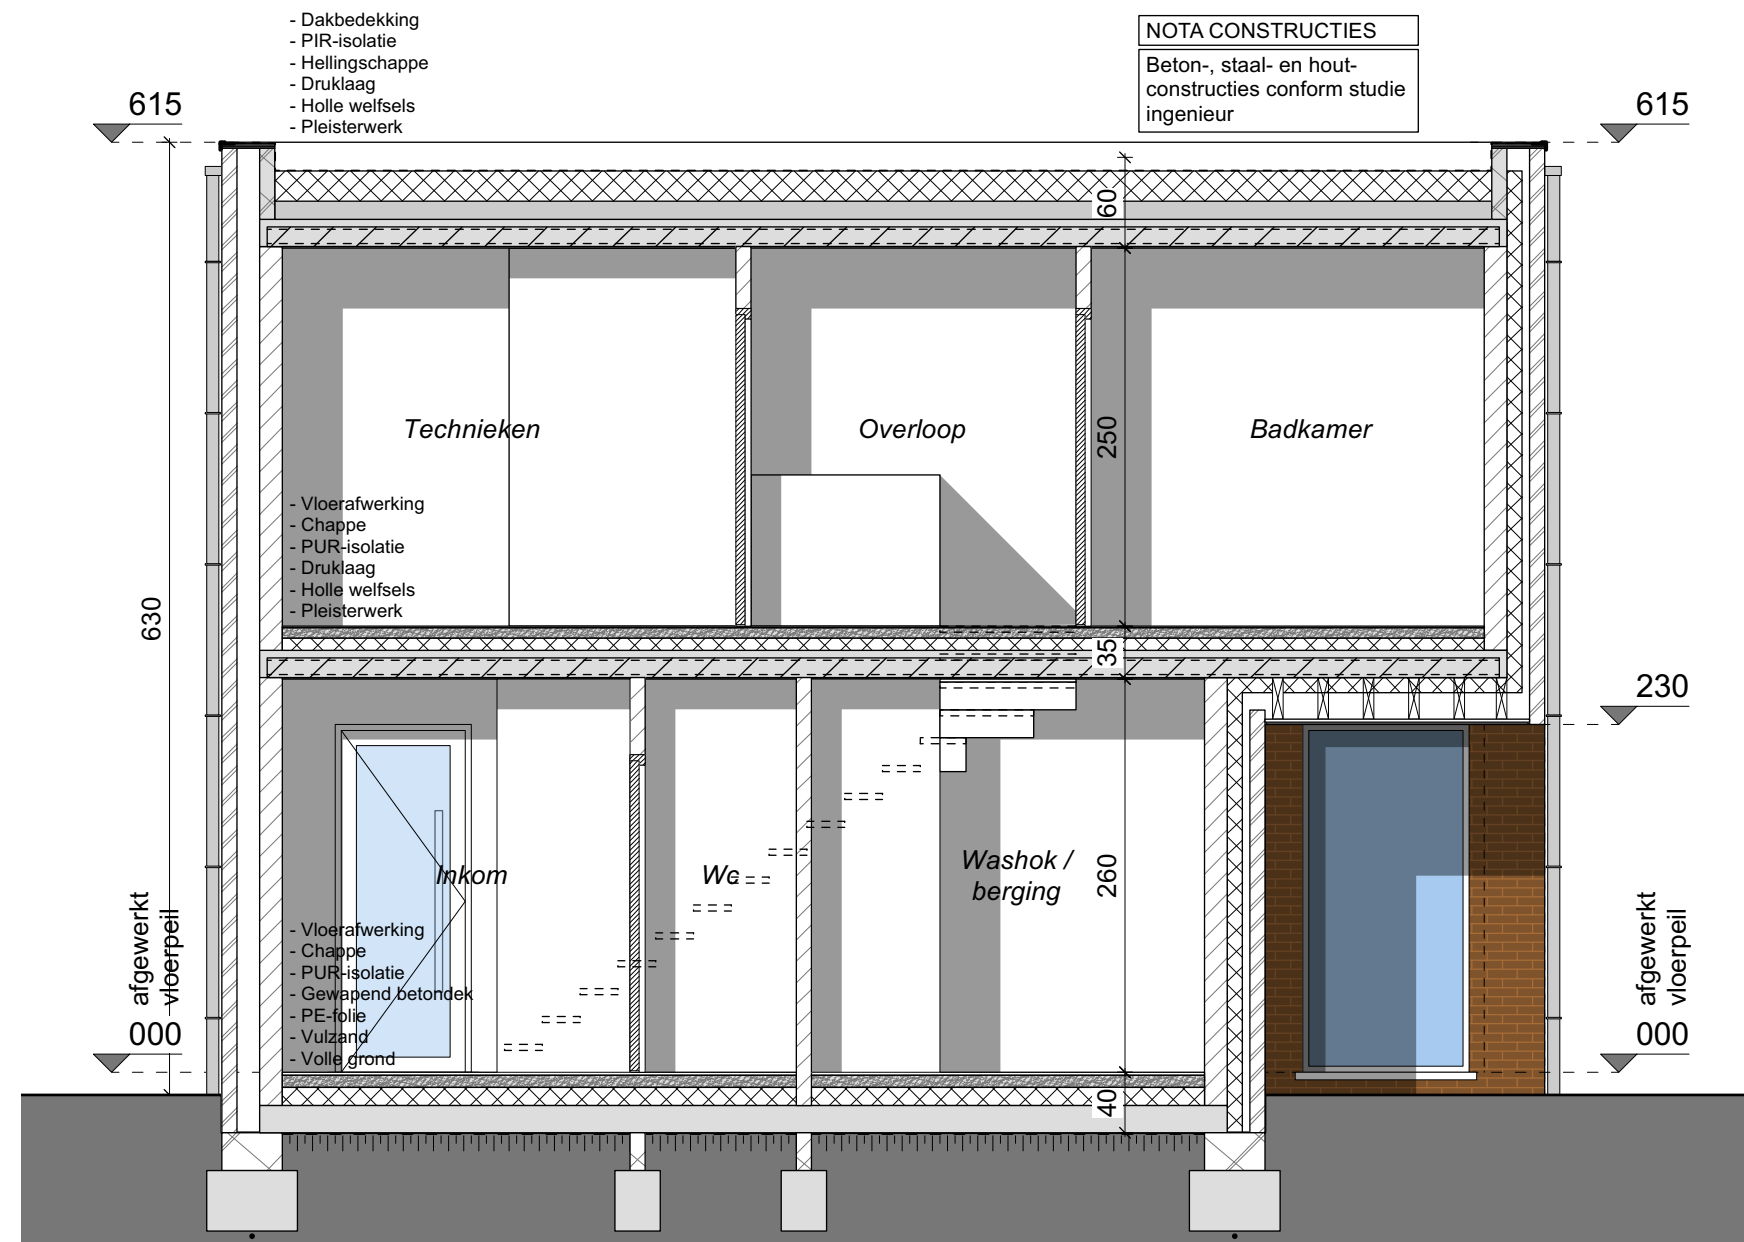 - Dakbedekking
- PIR-isolatie
- Hellingschappe
- Druklaag
- Holle welfsels
- Pleisterwerk
NOTA CONSTRUCTIES
Beton-, staal- en hout-
constructies conform studie
ingenieur
615
615
60
Technieken
Overloop
250
Badkamer
- Vloerafwerking
- Chappe
- PUR-isolatie
- Druklaag
- Holle welfsels
- Pleisterwerk
630
35
230
Inkom
Wc
Washok /
berging
260
- Vloerafwerking
- Chappe
- PUR-isolatie
- Gewapend betondek
- PE-folie
- Vulzand
- Volle grond
afgewerkt
vloerpeil
000
afgewerkt
vloerpeil
000
40